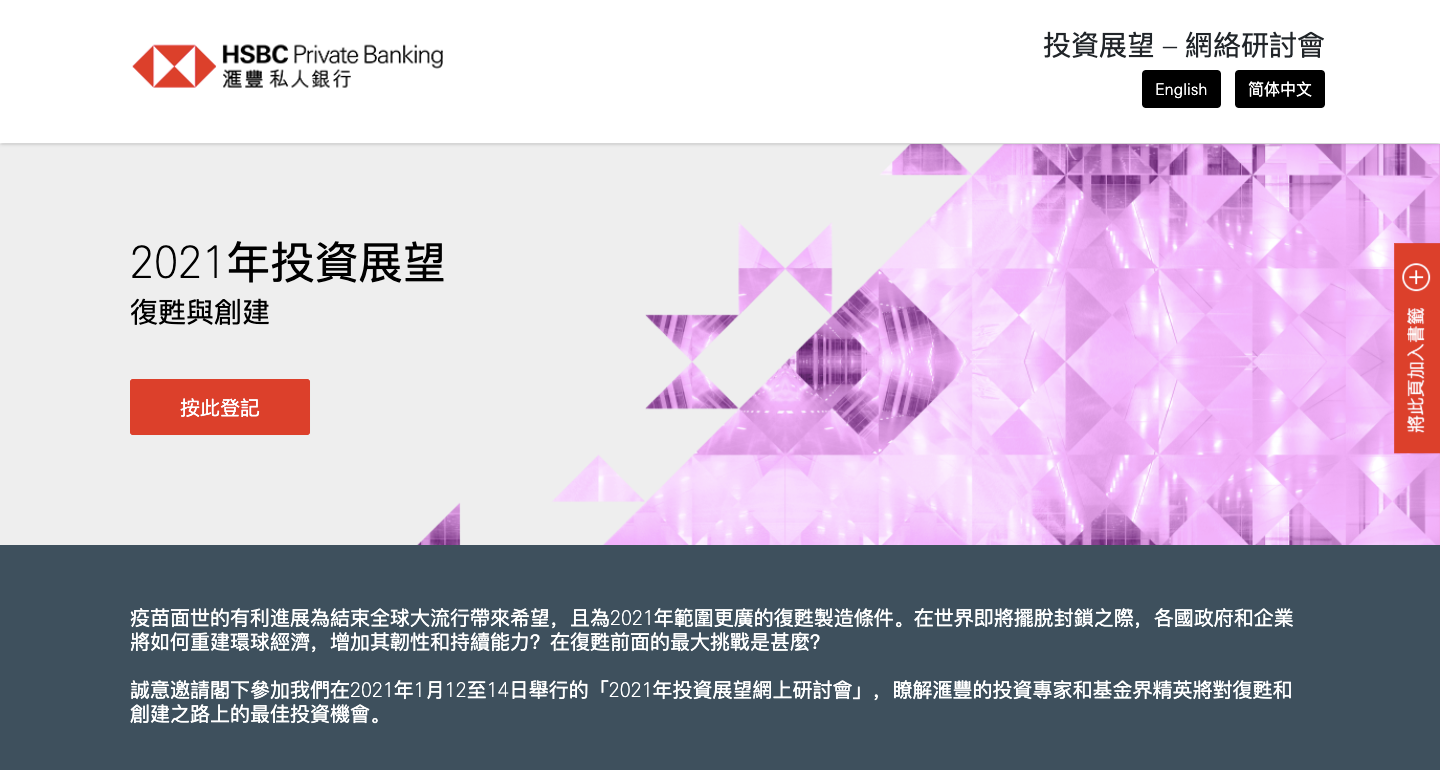 HSBC Private Banking
滙豐 私人銀行
投資展望 – 網絡研討會
English
简体中文
2021年投資展望
復甦與創建
按此登記
將此頁加入書籤
疫苗面世的有利進展為結束全球大流行帶來希望，且為2021年範圍更廣的復甦製造條件。在世界即將擺脫封鎖之際，各國政府和企業
將如何重建環球經濟，增加其韌性和持續能力？在復甦前面的最大挑戰是甚麼？
誠意邀請閣下參加我們在2021年1月12至14日舉行的「2021年投資展望網上研討會」，瞭解滙豐的投資專家和基金界精英將對復甦和
創建之路上的最佳投資機會。